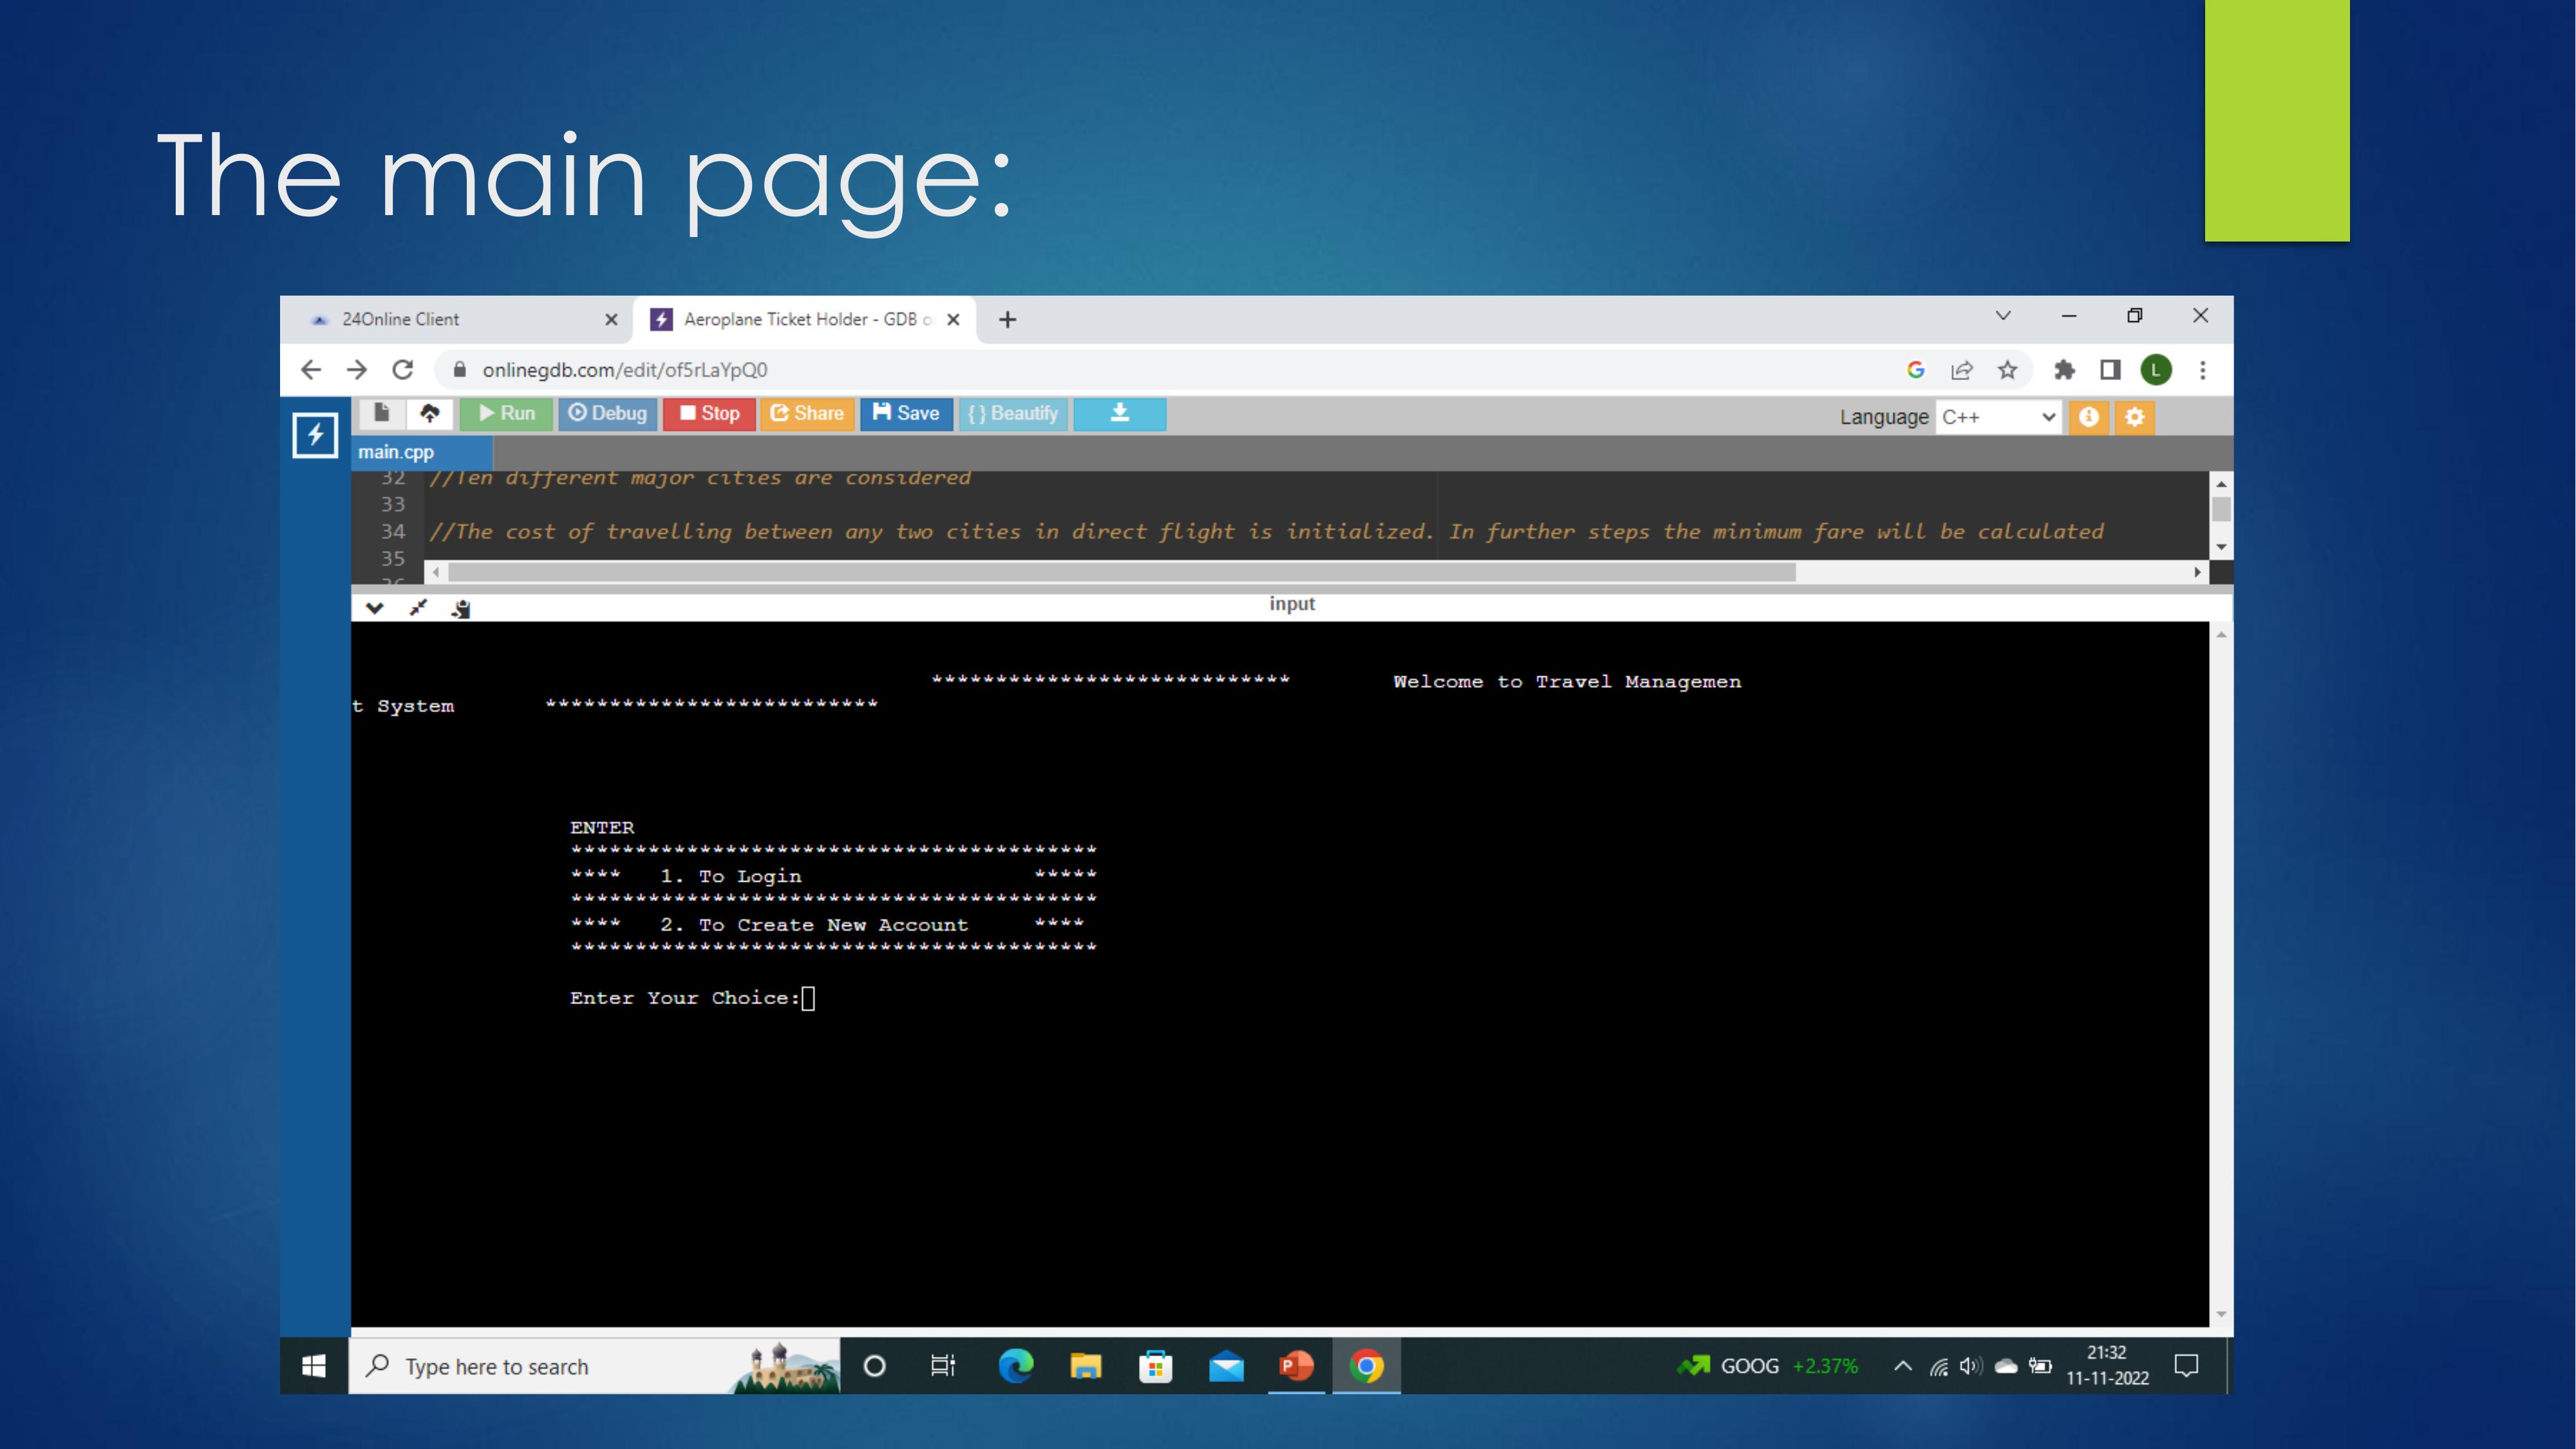 The main page:
24Online Client
Aeroplane Ticket Holder - GDB o
onlinegdb.com/edit/of5rLaYpQ0
Run Debug Stop Share Save { } Beautify Language C++
main.cpp
32 //Ten different major cities are considered
33
34 //The cost of travelling between any two cities in direct flight is initialized. In further steps the minimum fare will be calculated
35
input
**************************** Welcome to Travel Managemen
t System **************************
ENTER
*****************************************
**** 1. To Login *****
*****************************************
**** 2. To Create New Account ****
*****************************************
Enter Your Choice:
Type here to search GOOG +2.37% 21:32
11-11-2022